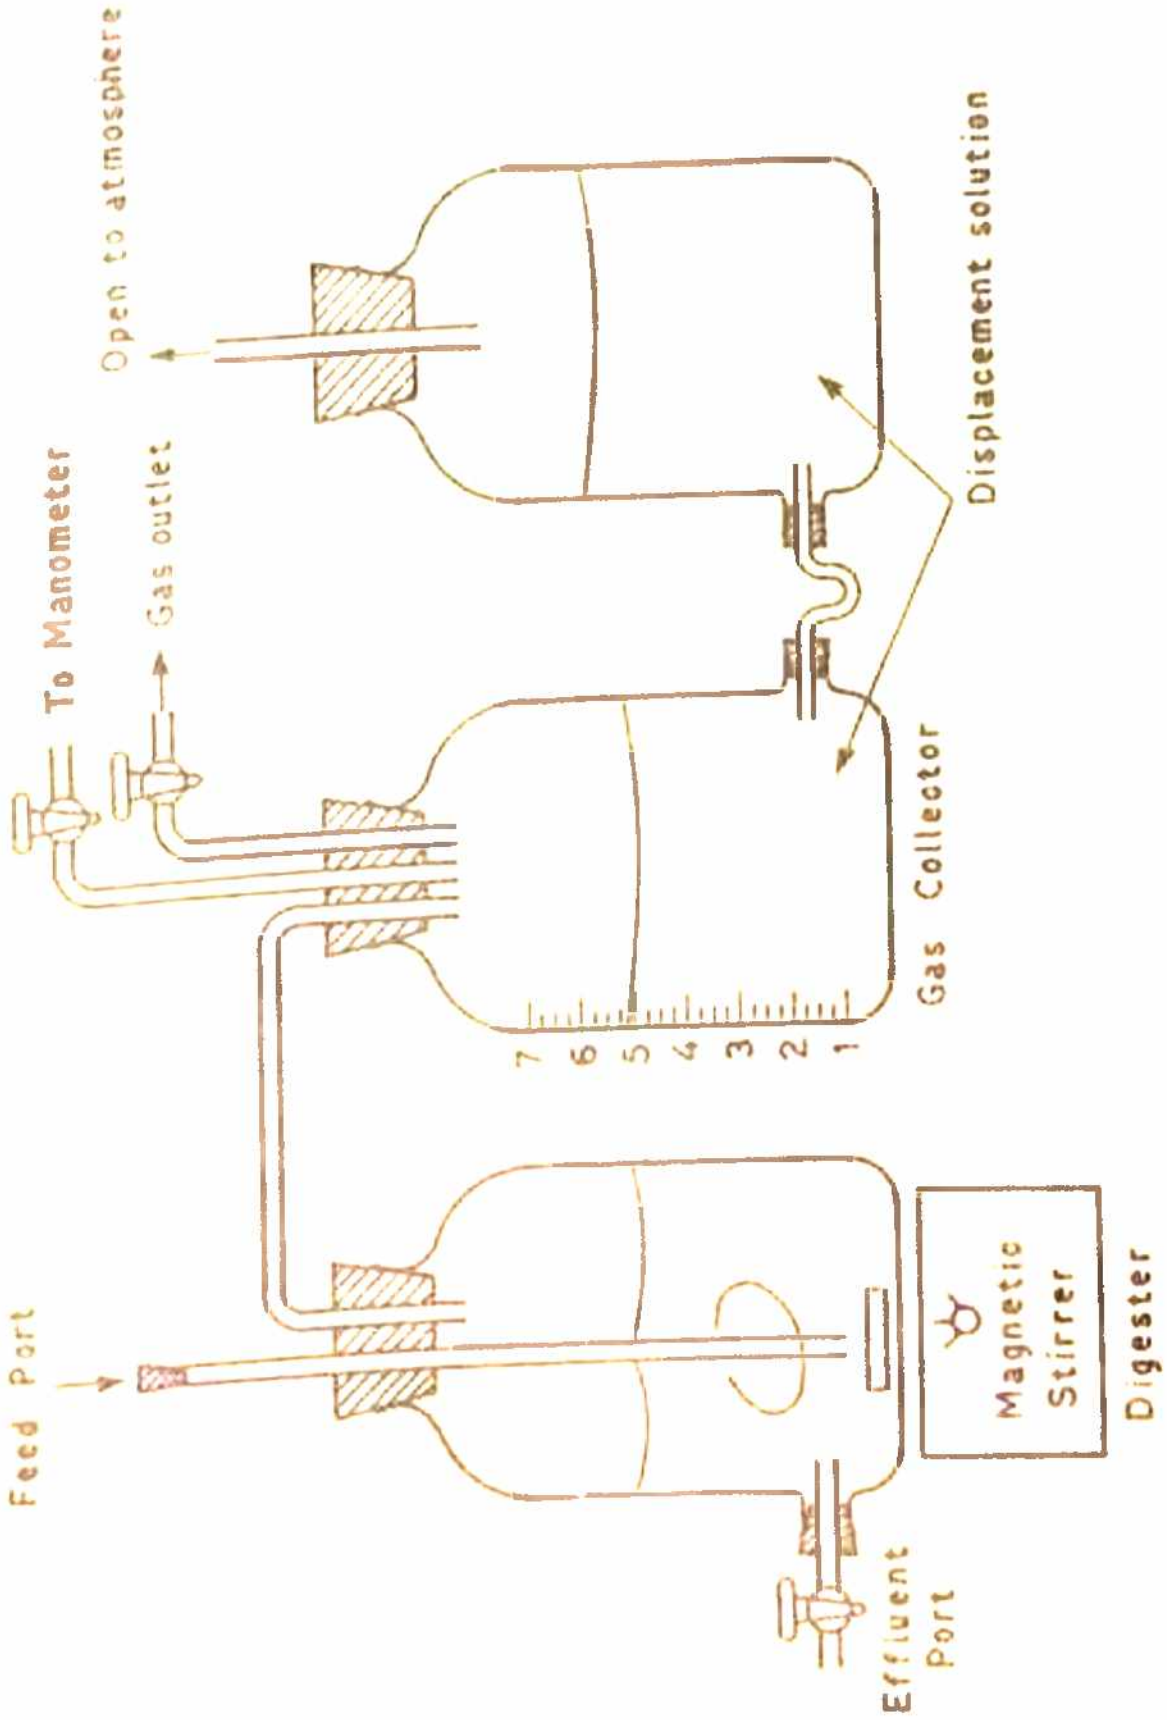 Feed Port
To Manometer
Gas outlet
Open to atmosphere
7
6
5
4
3
2
1
Effluent
Port
Magnetic
Stirrer
Digester
Gas Collector
Displacement solution